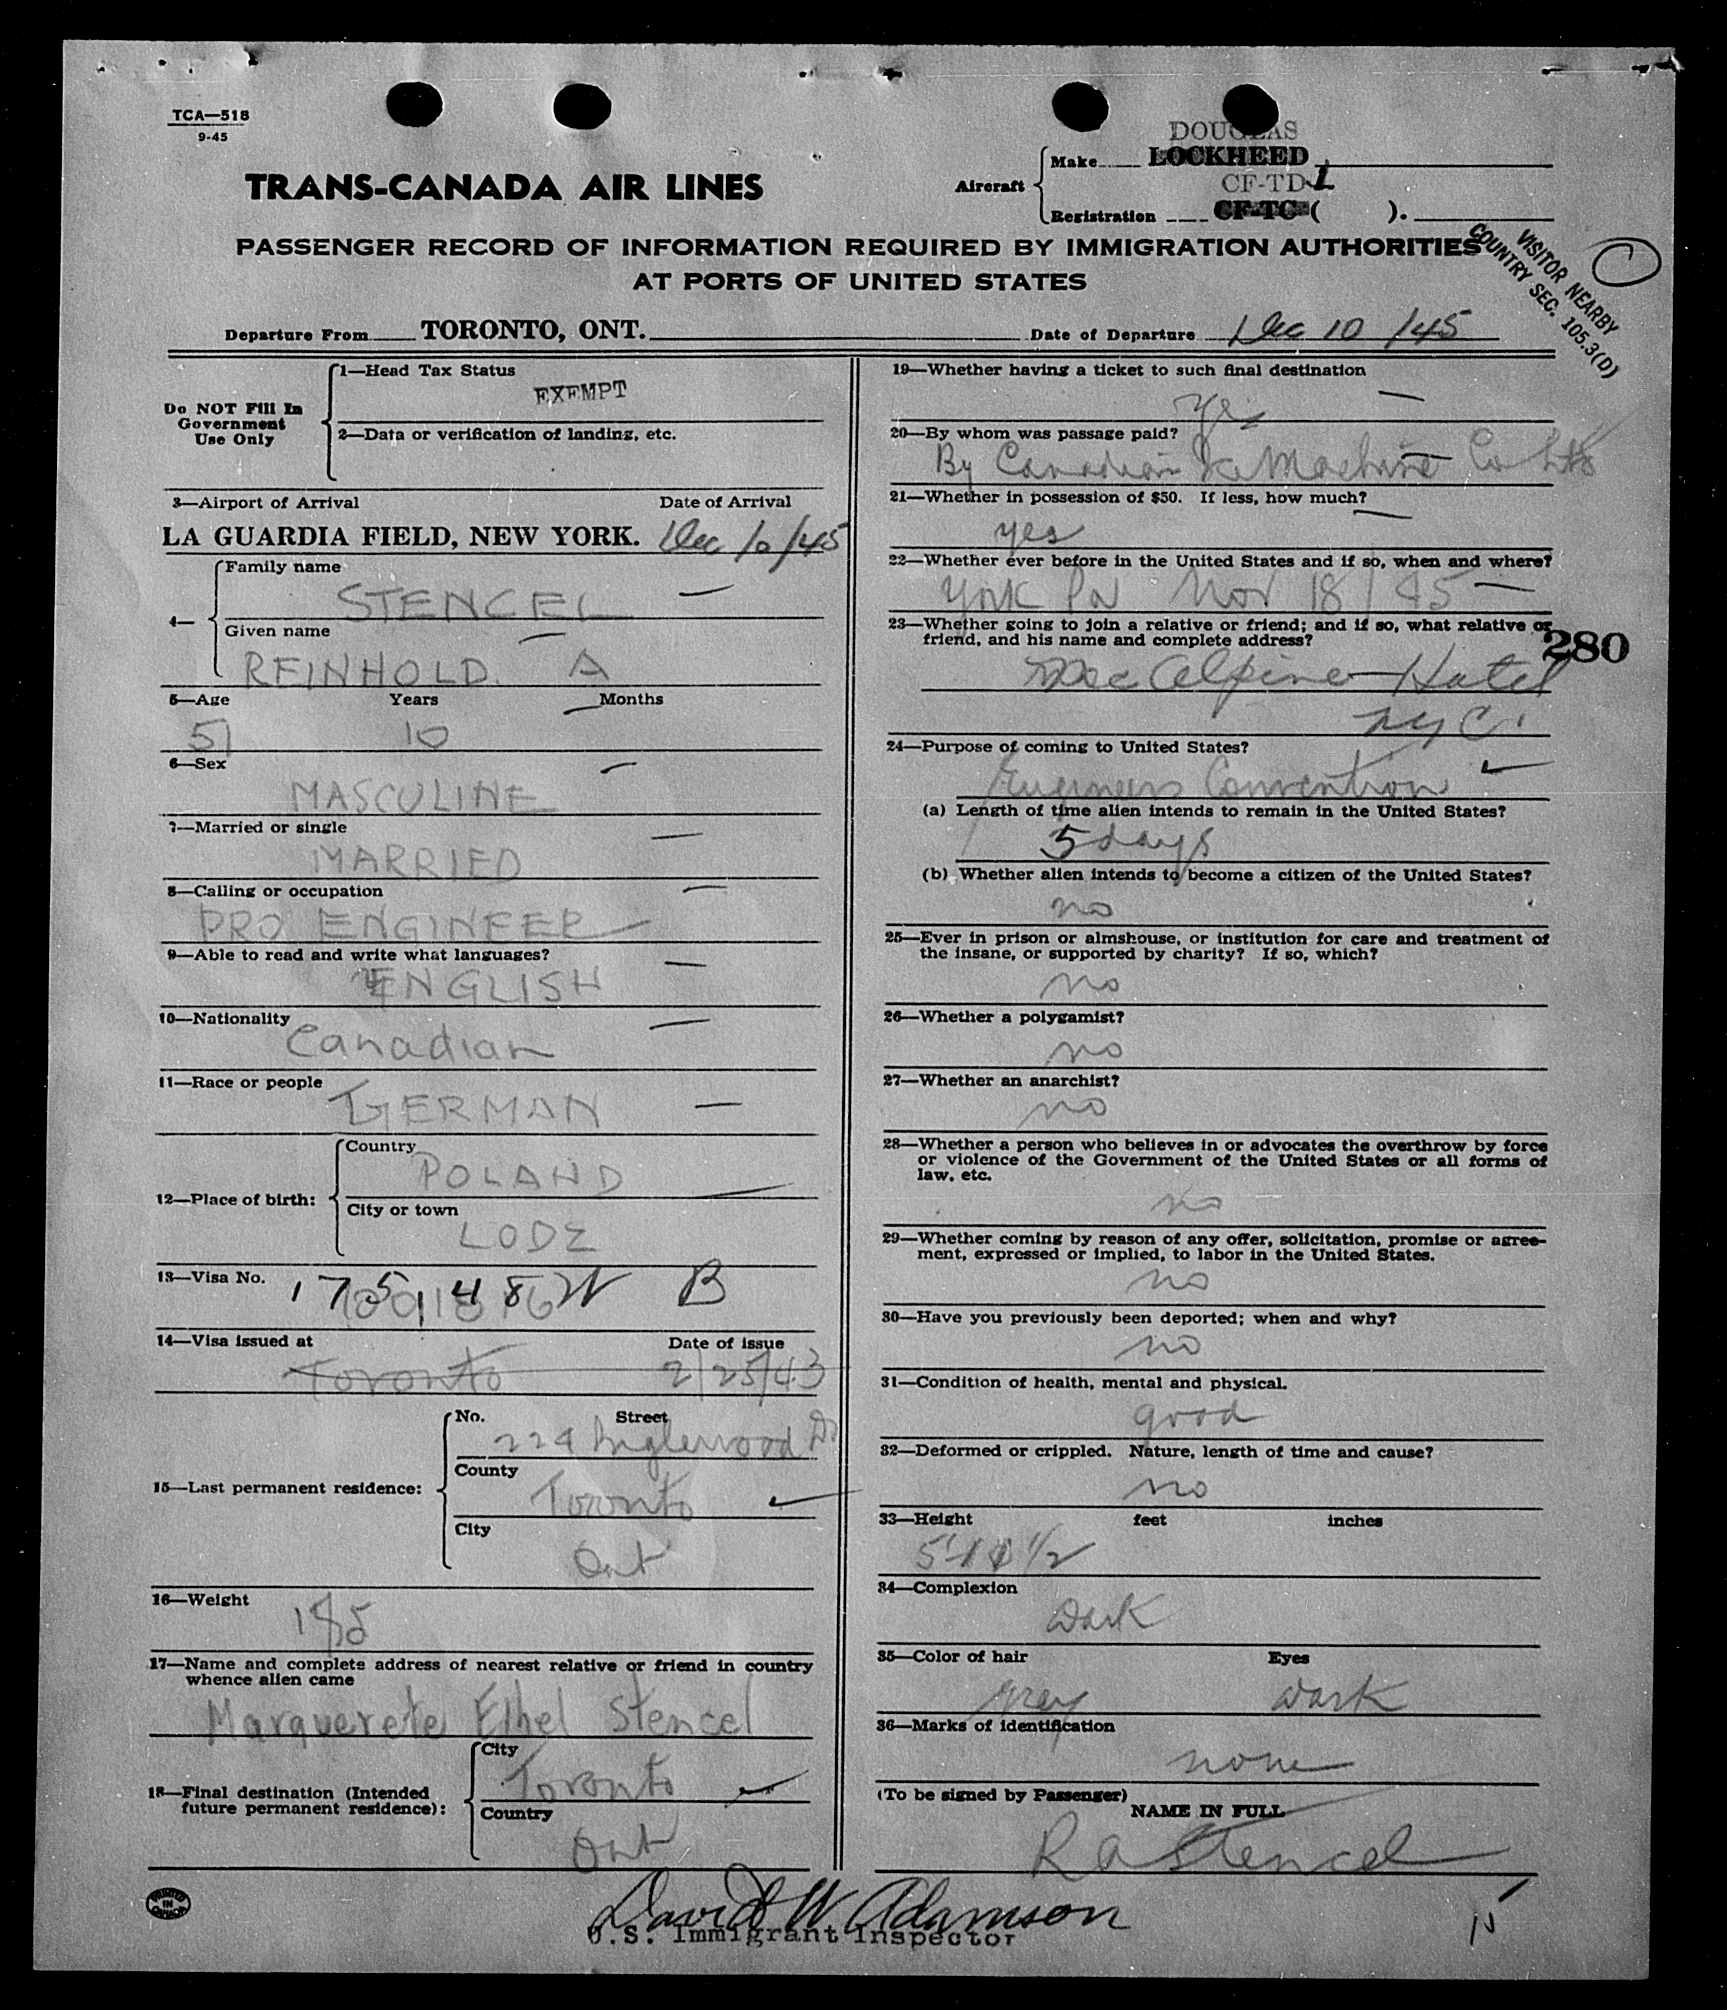 TCA—518
9-45
DOUGLAS
Make LOCKHEED
TRANS-CANADA AIR LINES
Aircraft
CF-TDL
Registration CF-TC-( ).
PASSENGER RECORD OF INFORMATION REQUIRED BY IMMIGRATION AUTHORITIES
AT PORTS OF UNITED STATES
VISITOR NEARBY
COUNTRY SEC. 105.3(D)
Departure From TORONTO, ONT. Date of Departure Dec 10 /45
Do NOT Fill In
Government
Use Only
1—Head Tax Status
EXEMPT
2—Data or verification of landing, etc.
3—Airport of Arrival Date of Arrival
LA GUARDIA FIELD, NEW YORK. Dec 10/45
4—
Family name
STENCEL
Given name
REINHOLD. A
5—Age Years Months
51 10
6—Sex
MASCULINE
7—Married or single
MARRIED
8—Calling or occupation
PRO ENGINEER
9—Able to read and write what languages?
ENGLISH
10—Nationality
Canadian
11—Race or people
GERMAN
12—Place of birth:
Country
POLAND
City or town
LODZ
13—Visa No.
B
14—Visa issued at Date of issue
Toronto 2/25/43
15—Last permanent residence:
No. Street
224 Inglewood Dr
County
Toronto
City
Ont
16—Weight
185
17—Name and complete address of nearest relative or friend in country
whence alien came
Marguerete Ethel Stencel
18—Final destination (Intended
future permanent residence):
City
Toronto
Country
Ont
19—Whether having a ticket to such final destination
Yes
20—By whom was passage paid?
By Canadian Machine Co Ltd
21—Whether in possession of $50. If less, how much?
yes
22—Whether ever before in the United States and if so, when and where?
York Pa Nov 18/45
23—Whether going to join a relative or friend; and if so, what relative or
friend, and his name and complete address?
280
MacAlpine Hotel
NYC.
24—Purpose of coming to United States?
Engineers Convention
(a) Length of time alien intends to remain in the United States?
5 days
(b) Whether alien intends to become a citizen of the United States?
no
25—Ever in prison or almshouse, or institution for care and treatment of
the insane, or supported by charity? If so, which?
no
26—Whether a polygamist?
no
27—Whether an anarchist?
no
28—Whether a person who believes in or advocates the overthrow by force
or violence of the Government of the United States or all forms of
law, etc.
no
29—Whether coming by reason of any offer, solicitation, promise or agree-
ment, expressed or implied, to labor in the United States.
no
30—Have you previously been deported; when and why?
no
31—Condition of health, mental and physical.
good
32—Deformed or crippled. Nature, length of time and cause?
no
33—Height feet inches
34—Complexion
Dark
35—Color of hair Eyes
grey dark
36—Marks of identification
none
(To be signed by Passenger)
NAME IN FULL
R A Stencel
PRINTED IN CANADA
David W Adamson
U.S. Immigrant Inspector